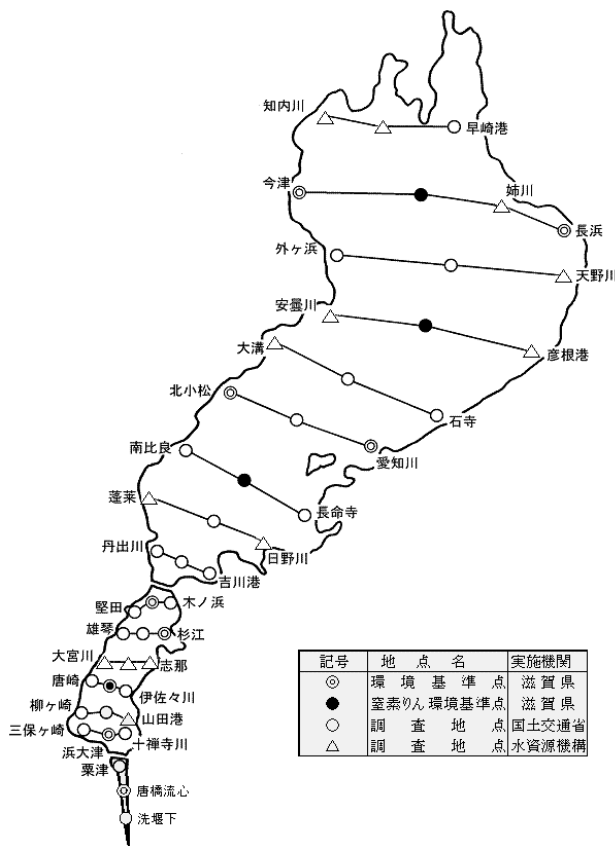 知内川
早崎港
今津
姉川
長浜
外ヶ浜
天野川
安曇川
大溝
彦根港
北小松
石寺
南比良
愛知川
蓬莱
長命寺
丹出川
日野川
吉川港
堅田
木ノ浜
雄琴
杉江
大宮川
志那
唐崎
伊佐々川
柳ヶ崎
山田港
三保ヶ崎
十禅寺川
浜大津
粟津
唐橋流心
洗堰下
記号 地点名 実施機関
◎ 環境基準点 滋賀県
● 窒素りん環境基準点 滋賀県
○ 調査地点 国土交通省
△ 調査地点 水資源機構